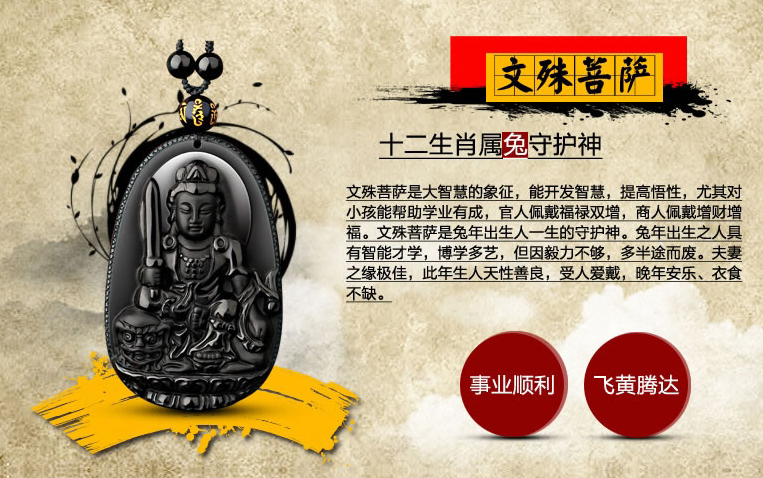 文殊菩萨
十二生肖属兔守护神
文殊菩萨是大智慧的象征，能开发智慧，提高悟性，尤其对
小孩能帮助学业有成，官人佩戴福禄双增，商人佩戴增财增
福。文殊菩萨是兔年出生人一生的守护神。兔年出生之人具
有智能才学，博学多艺，但因毅力不够，多半途而废。夫妻
之缘极佳，此年生人天性善良，受人爱戴，晚年安乐、衣食
不缺。
事业顺利
飞黄腾达